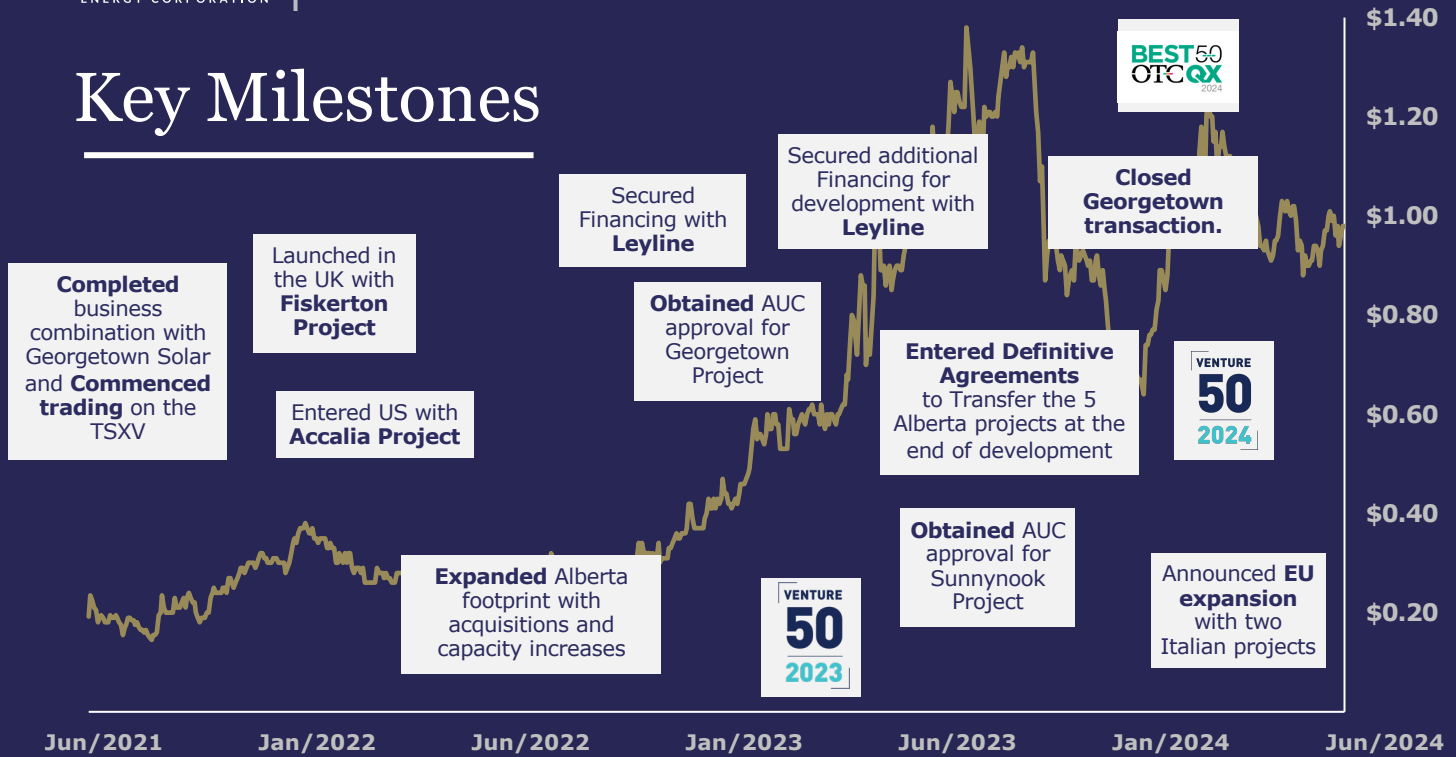 ENERGY CORPORATION
Key Milestones
Completed
business
combination with
Georgetown Solar
and Commenced
trading on the
TSXV
Launched in
the UK with
Fiskerton
Project
Entered US with
Accalia Project
Expanded Alberta
footprint with
acquisitions and
capacity increases
Secured
Financing with
Leyline
Obtained AUC
approval for
Georgetown
Project
VENTURE
50
2023
Secured additional
Financing for
development with
Leyline
Entered Definitive
Agreements
to Transfer the 5
Alberta projects at the
end of development
Obtained AUC
approval for
Sunnynook
Project
BEST50
OTCQX
2024
Closed
Georgetown
transaction.
VENTURE
50
2024
Announced EU
expansion
with two
Italian projects
$1.40
$1.20
$1.00
$0.80
$0.60
$0.40
$0.20
Jun/2021
Jan/2022
Jun/2022
Jan/2023
Jun/2023
Jan/2024
Jun/2024